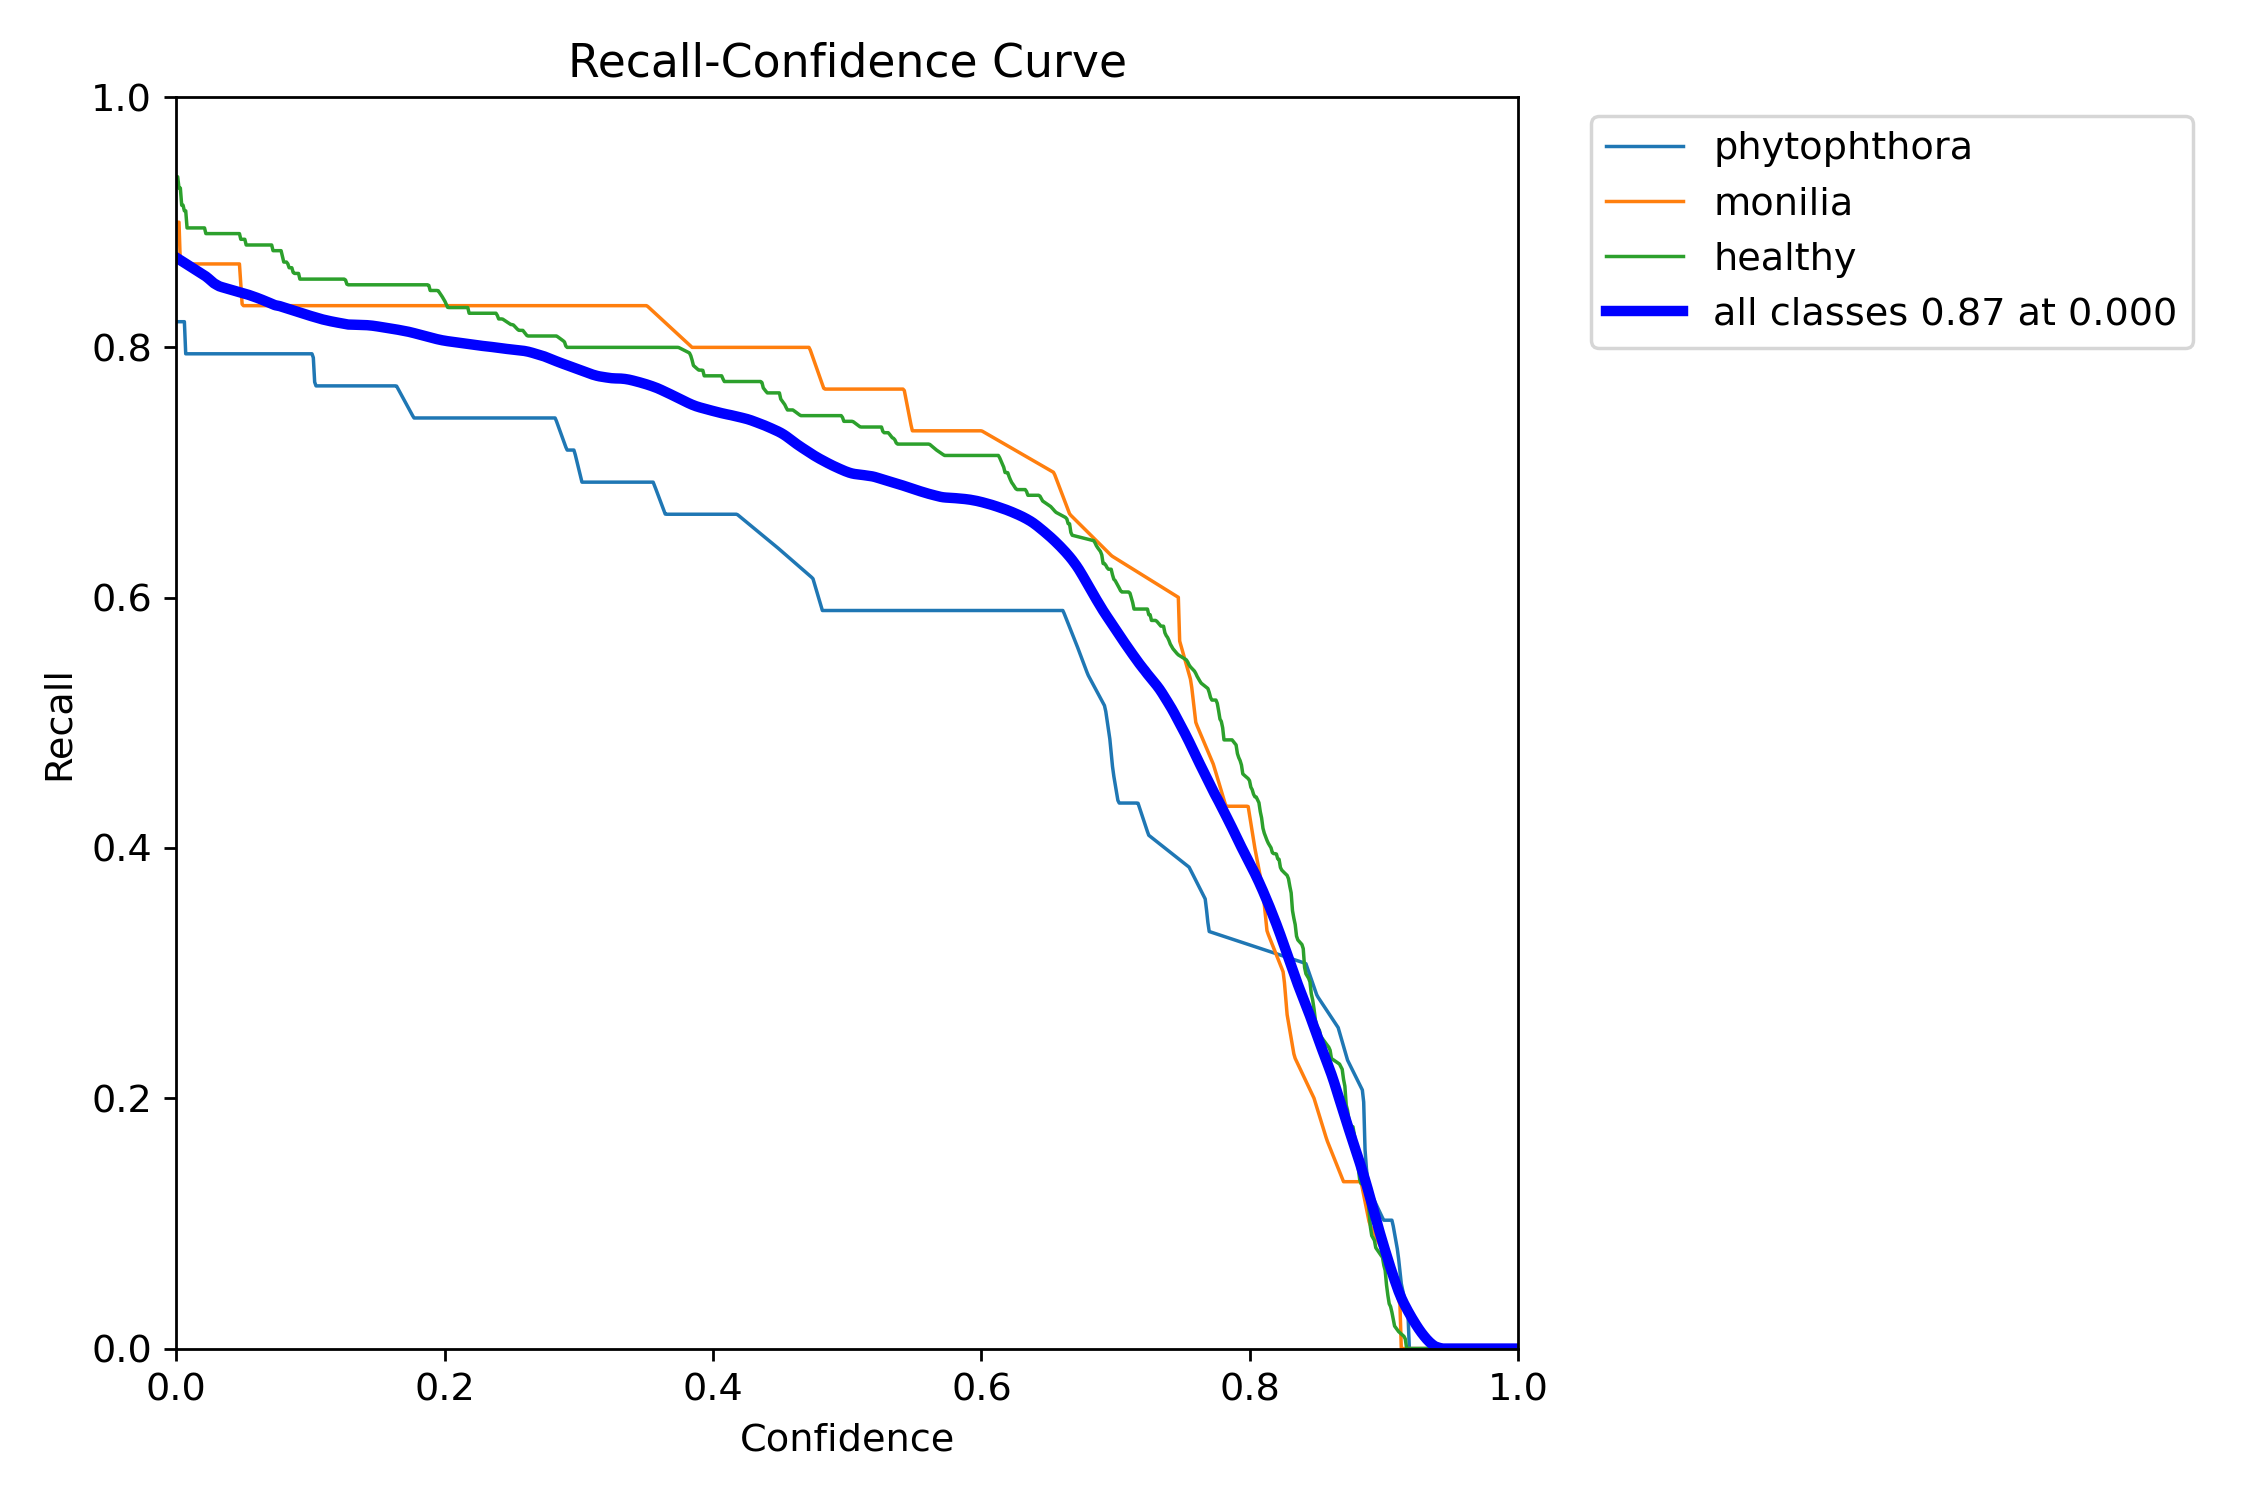 Recall-Confidence Curve
1.0
0.8
0.6
0.4
0.2
0.0
Recall
0.0 0.2 0.4 0.6 0.8 1.0
Confidence
phytophthora
monilia
healthy
all classes 0.87 at 0.000